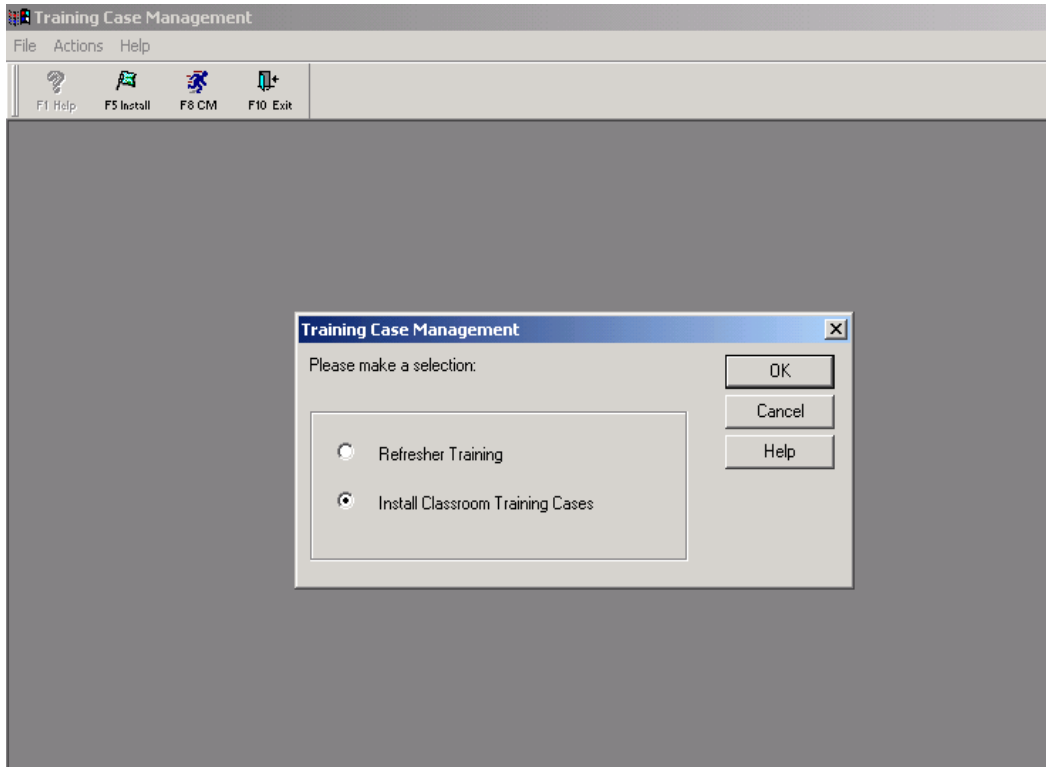 Training Case Management
File Actions Help
F1 Help F5 Install F8 CM F10 Exit
Training Case Management
Please make a selection:
OK
Cancel
Help
Refresher Training
Install Classroom Training Cases